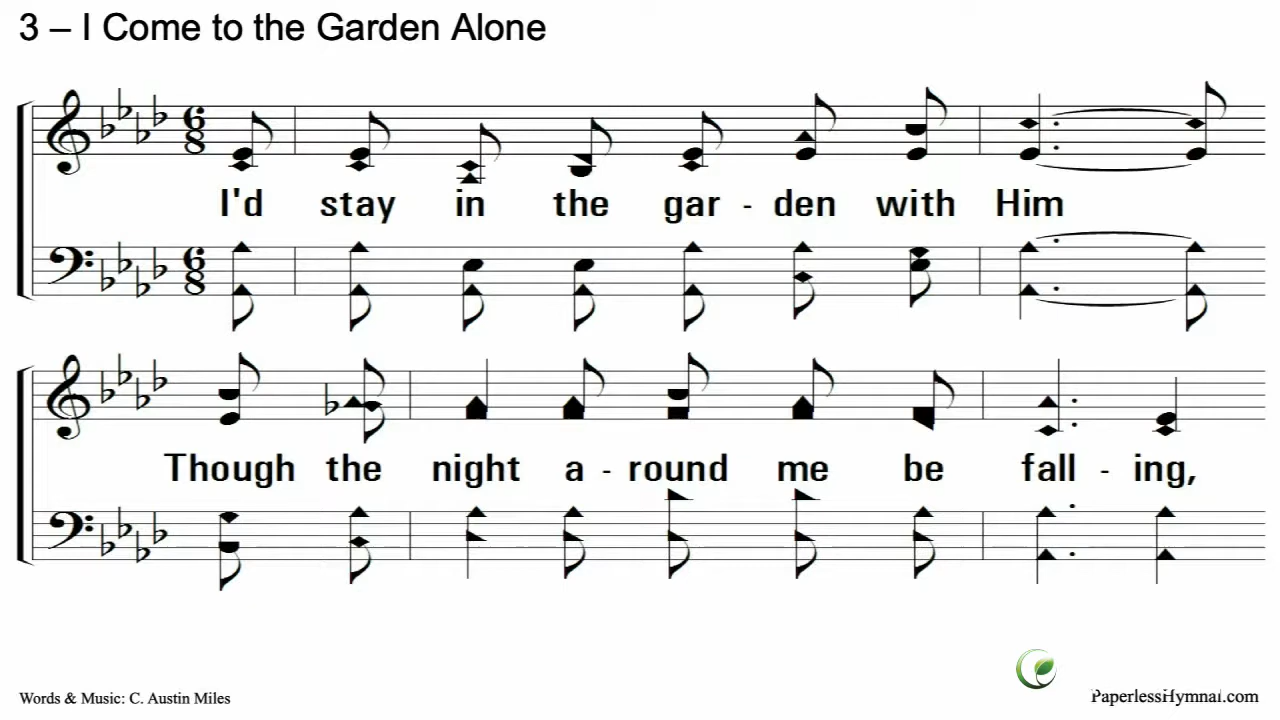 3 – I Come to the Garden Alone
I'd stay in the gar - den with Him
Though the night a - round me be fall - ing,
Words & Music: C. Austin Miles
PaperlessHymnal.com